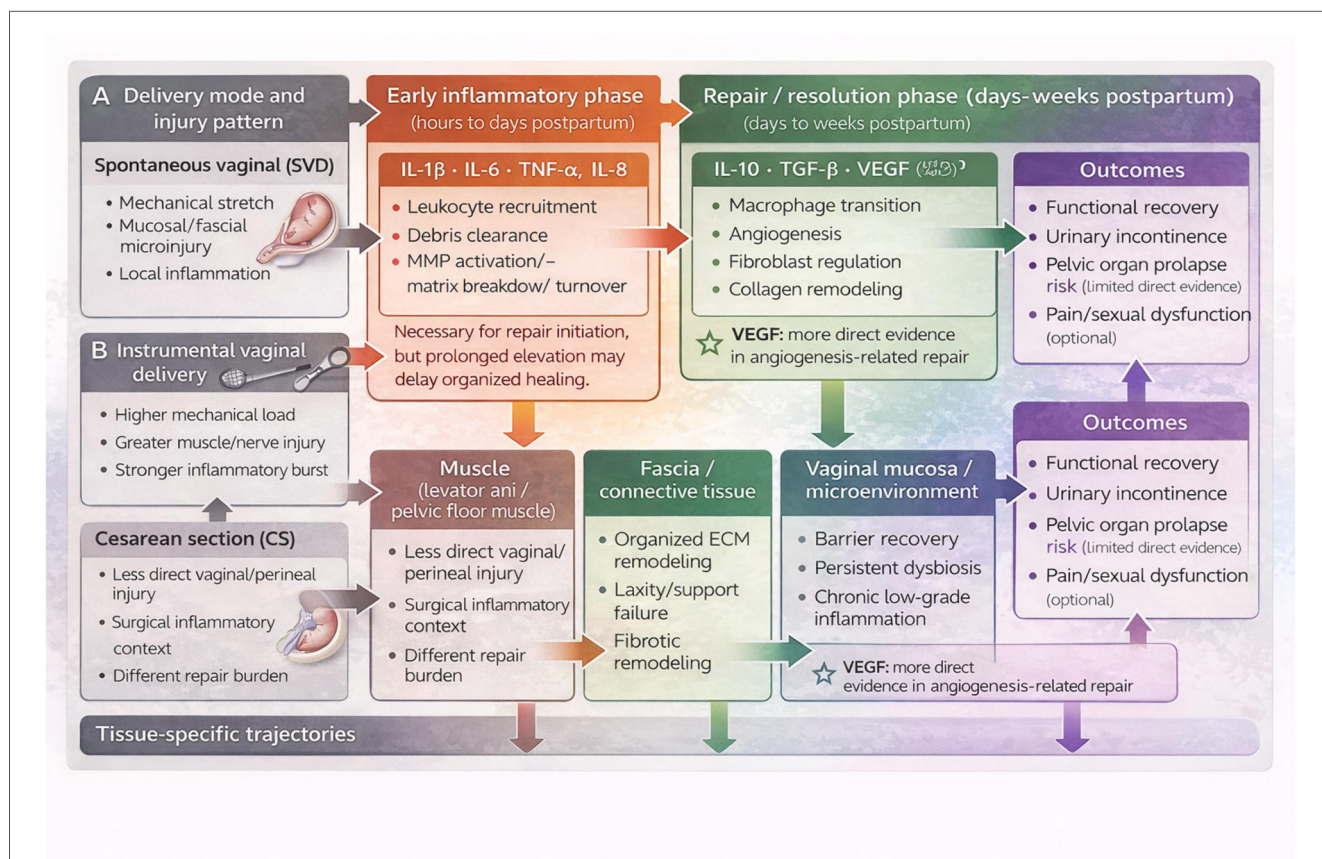 A Delivery mode and
injury pattern
Spontaneous vaginal (SVD)
• Mechanical stretch
• Mucosal/fascial
microinjury
• Local inflammation
B Instrumental vaginal
delivery
• Higher mechanical load
• Greater muscle/nerve injury
• Stronger inflammatory burst
Cesarean section (CS)
• Less direct vaginal/perineal
injury
• Surgical inflammatory
context
• Different repair burden
Early inflammatory phase
(hours to days postpartum)
IL-1β · IL-6 · TNF-α, IL-8
• Leukocyte recruitment
• Debris clearance
• MMP activation/–
matrix breakdow/ turnover
Necessary for repair initiation,
but prolonged elevation may
delay organized healing.
Repair / resolution phase (days-weeks postpartum)
(days to weeks postpartum)
IL-10 · TGF-β · VEGF
• Macrophage transition
• Angiogenesis
• Fibroblast regulation
• Collagen remodeling
VEGF: more direct evidence
in angiogenesis-related repair
Outcomes
• Functional recovery
• Urinary incontinence
• Pelvic organ prolapse
risk (limited direct evidence)
• Pain/sexual dysfunction
(optional)
Muscle
(levator ani /
pelvic floor muscle)
• Less direct vaginal/
perineal injury
• Surgical inflammatory
context
• Different repair
burden
Fascia /
connective tissue
• Organized ECM
remodeling
• Laxity/support
failure
Fibrotic
remodeling
Vaginal mucosa /
microenvironment
• Barrier recovery
• Persistent dysbiosis
• Chronic low-grade
inflammation
VEGF: more direct
evidence in angiogenesis-related repair
Outcomes
• Functional recovery
• Urinary incontinence
• Pelvic organ prolapse
risk (limited direct evidence)
• Pain/sexual dysfunction
(optional)
Tissue-specific trajectories